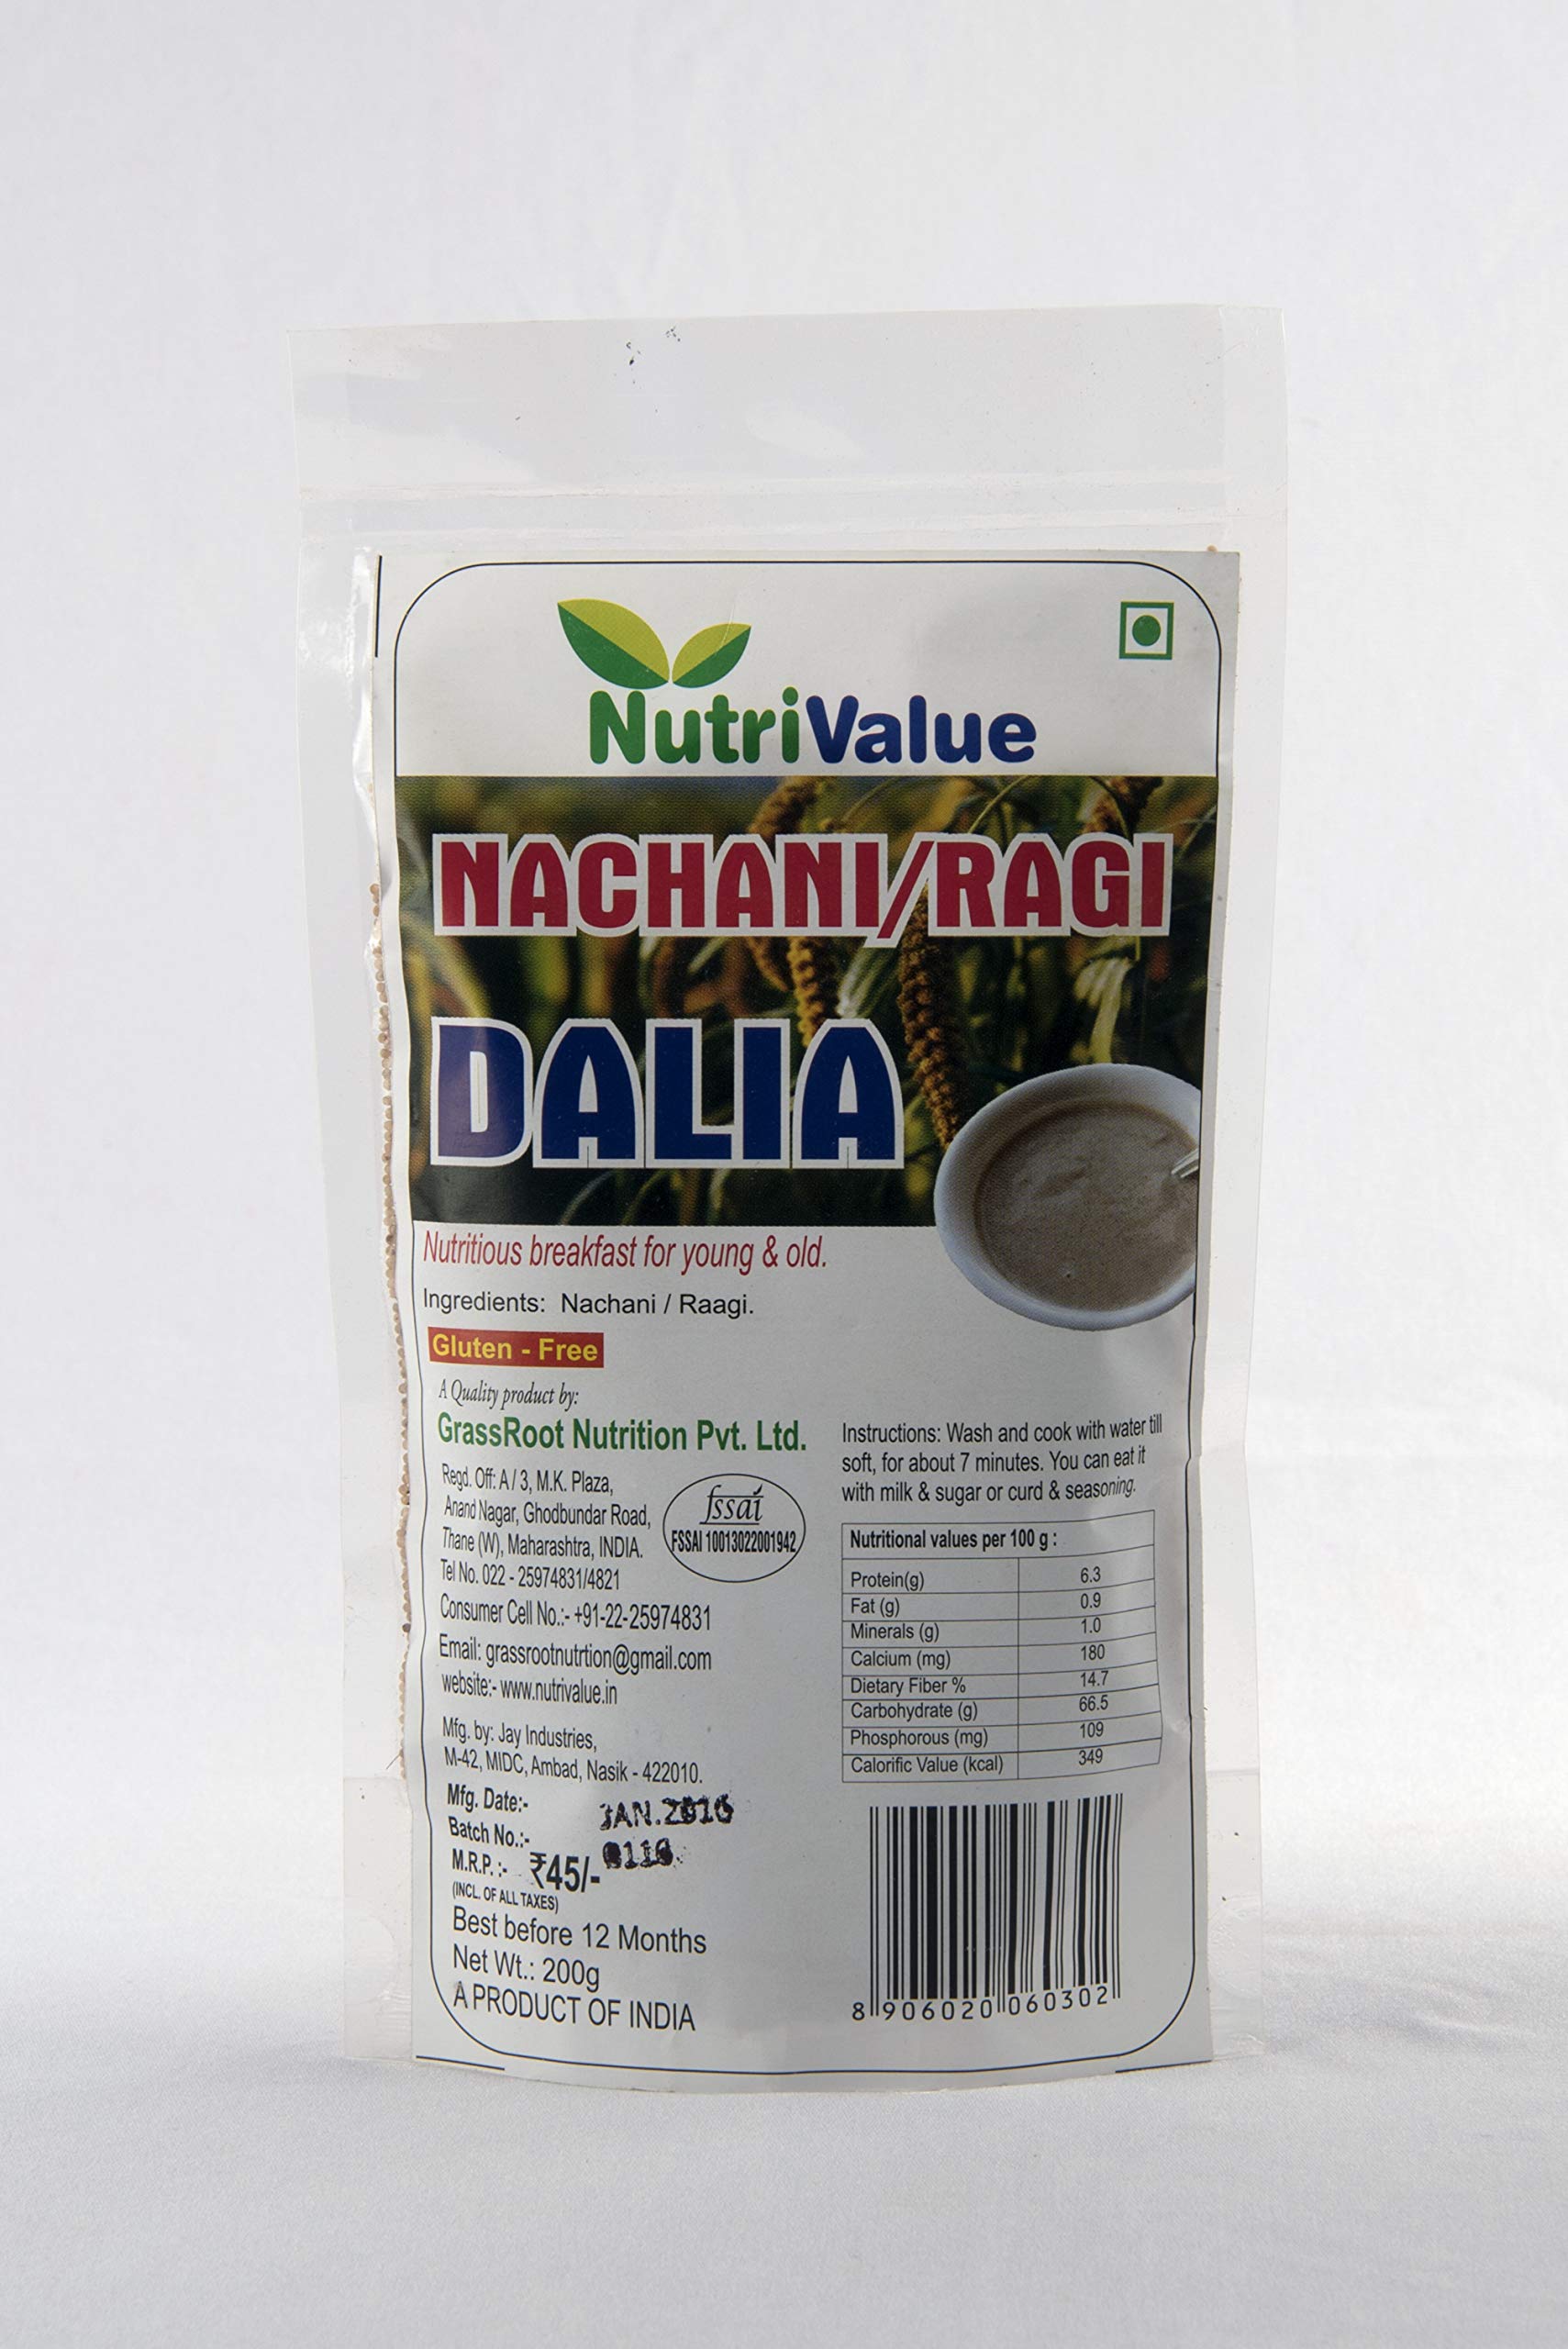 NutriValue
NACHANI/RAGI
DALIA
Nutritious breakfast for young & old.
Ingredients: Nachani / Raagi.
Gluten - Free
A Quality product by:
GrassRoot Nutrition Pvt. Ltd.
Regd. Off: A / 3, M.K. Plaza,
Anand Nagar, Ghodbundar Road,
Thane (W), Maharashtra, INDIA.
Tel No. 022 - 25974831/4821
Consumer Cell No.:- +91-22-25974831
Email: grassrootnutrtion@gmail.com
website:- www.nutrivalue.in
fssai
FSSAI 10013022001942
Mfg. by: Jay Industries,
M-42, MIDC, Ambad, Nasik - 422010.
Mfg. Date:- JAN.2016
Batch No.:- 0116
M.R.P. :- ₹45/-
(INCL. OF ALL TAXES)
Best before 12 Months
Net Wt.: 200g
A PRODUCT OF INDIA
Instructions: Wash and cook with water till
soft, for about 7 minutes. You can eat it
with milk & sugar or curd & seasoning.
Nutritional values per 100 g :
Protein(g) 6.3
Fat (g) 0.9
Minerals (g) 1.0
Calcium (mg) 180
Dietary Fiber % 14.7
Carbohydrate (g) 66.5
Phosphorous (mg) 109
Calorific Value (kcal) 349
8 906020 060302